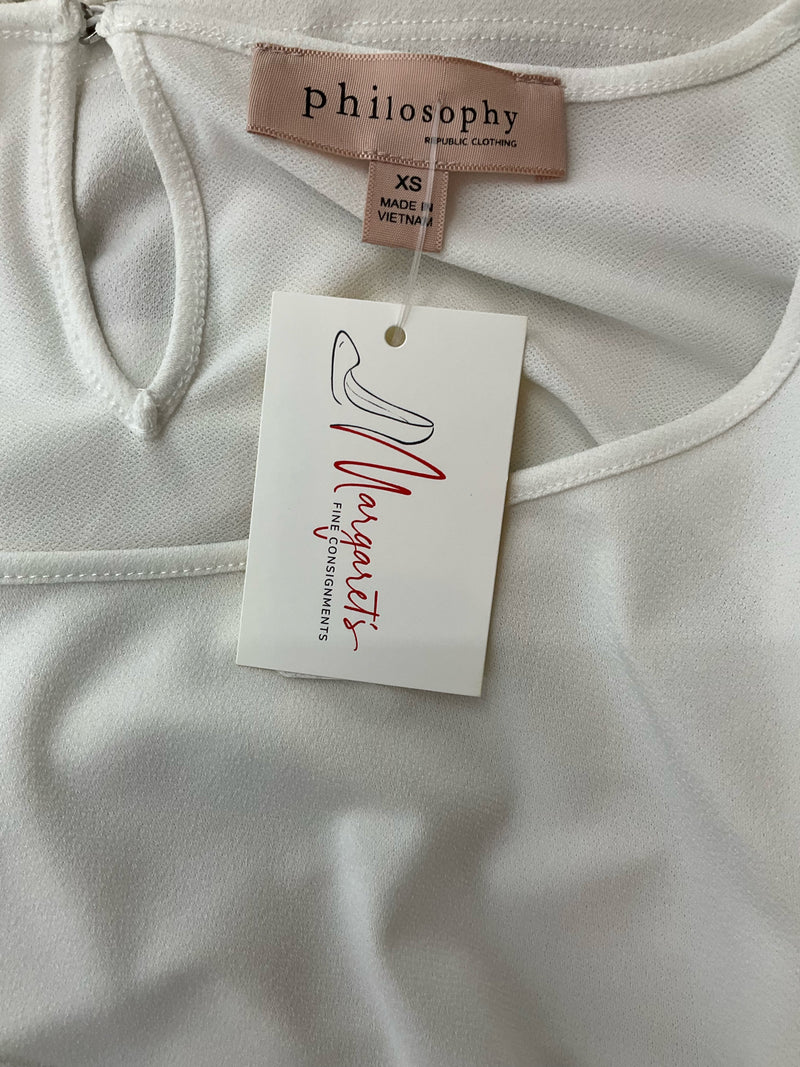 philosophy
REPUBLIC CLOTHING
XS
MADE IN
VIETNAM
Margaret's
FINE CONSIGNMENTS